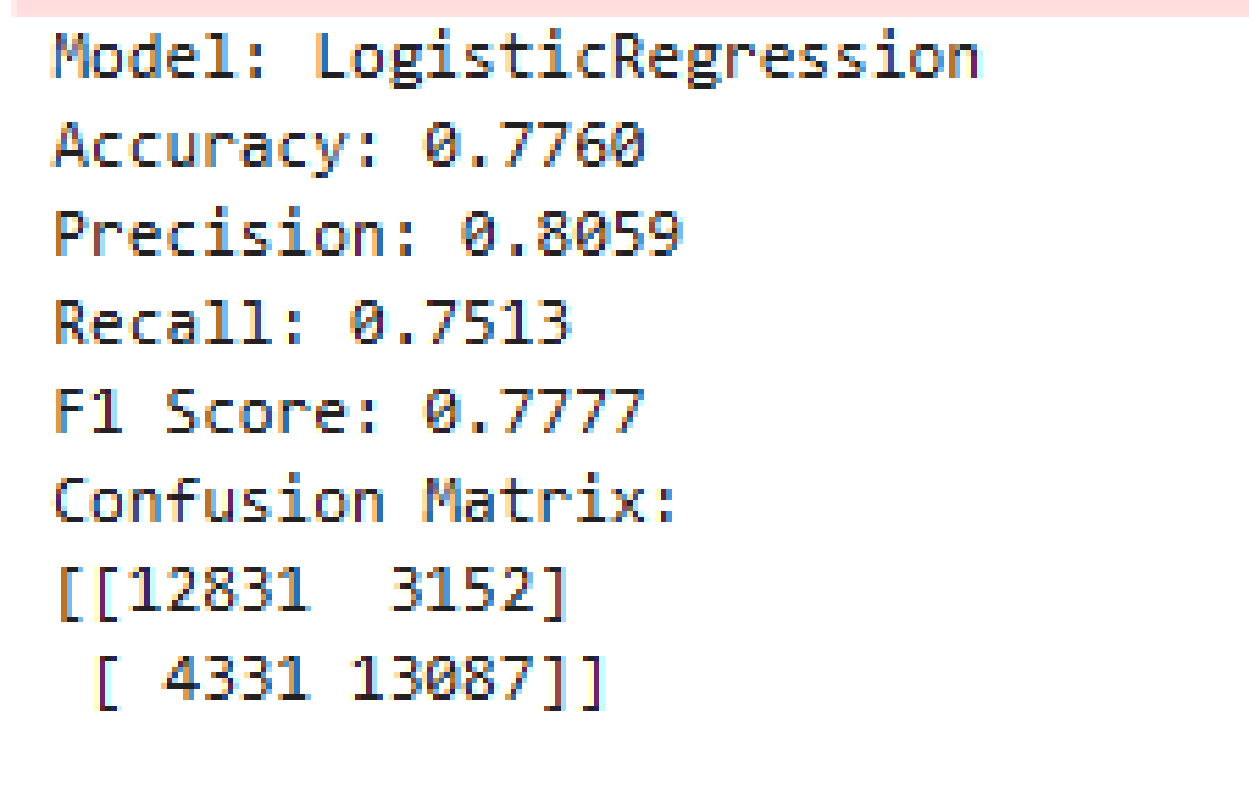 Model: LogisticRegression
Accuracy: 0.7760
Precision: 0.8059
Recall: 0.7513
F1 Score: 0.7777
Confusion Matrix:
[[12831  3152]
 [ 4331 13087]]